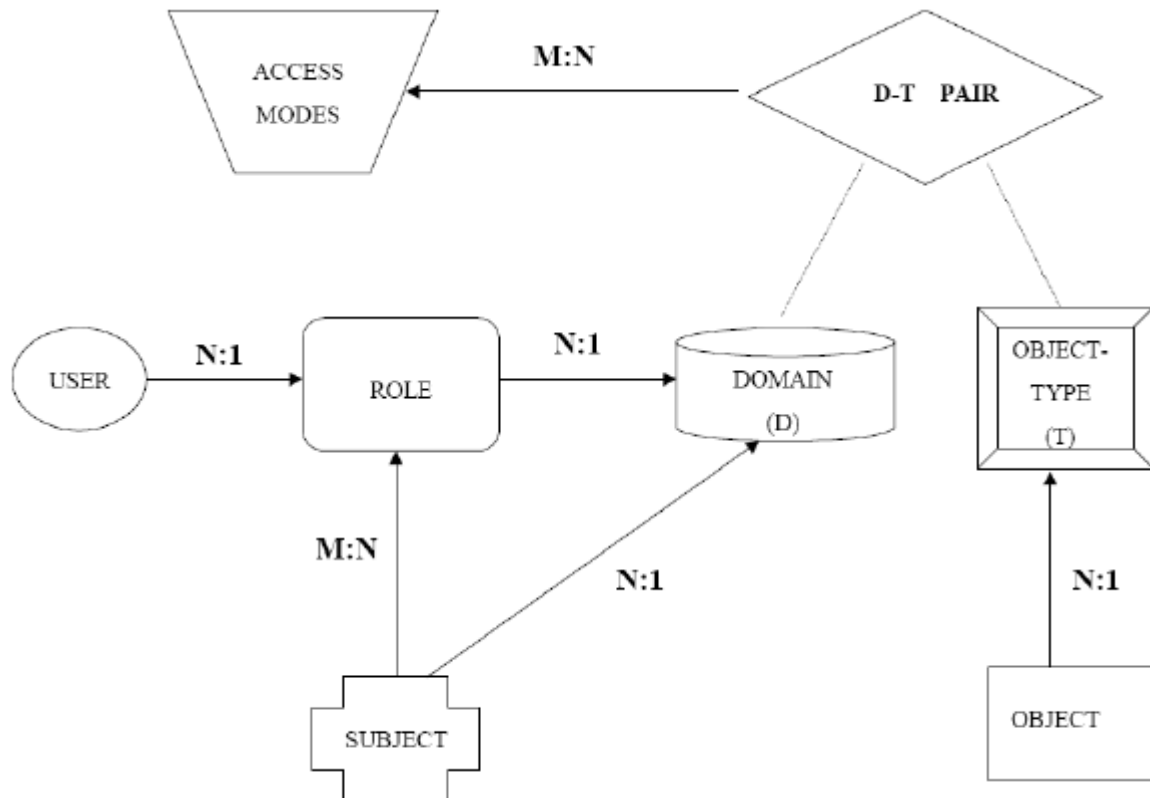 M:N
ACCESS
MODES
D-T PAIR
N:1
N:1
USER
ROLE
DOMAIN
(D)
OBJECT-
TYPE
(T)
M:N
N:1
N:1
SUBJECT
OBJECT